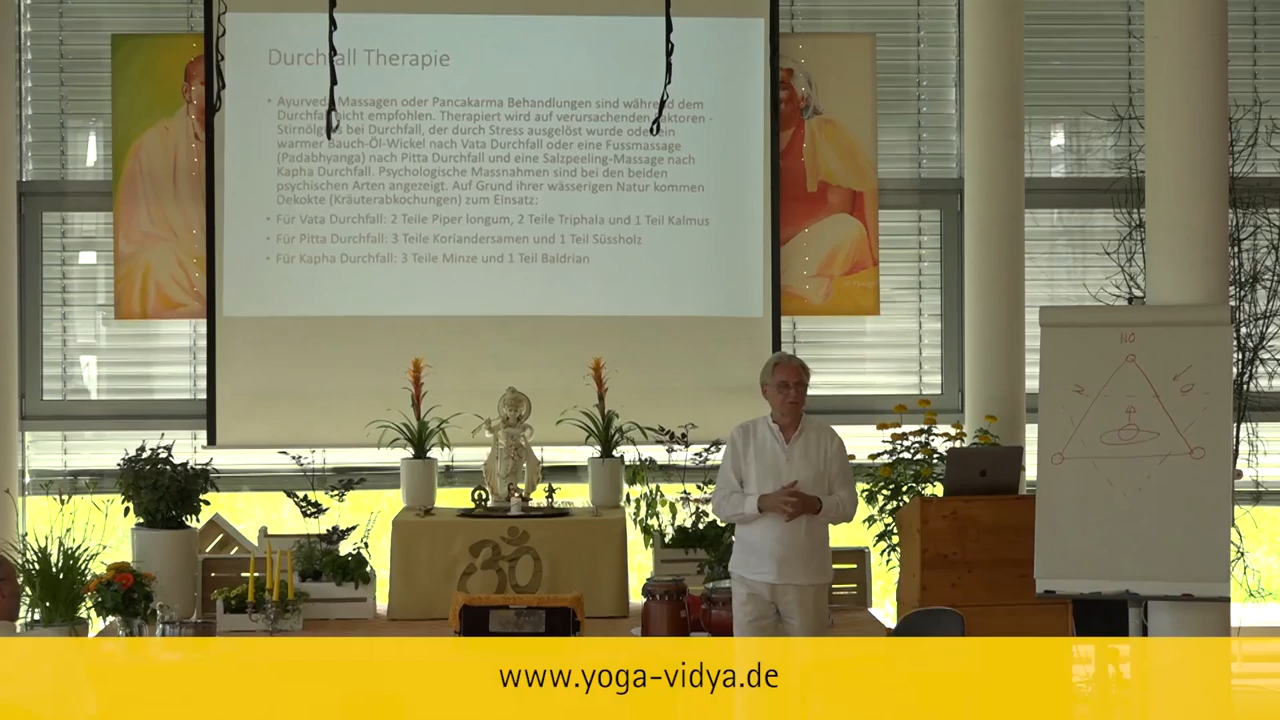 Durchfall Therapie
• Ayurveda Massagen oder Pancakarma Behandlungen sind während dem
Durchfall nicht empfohlen. Therapiert wird auf verursachenden Faktoren -
Stirnölguss bei Durchfall, der durch Stress ausgelöst wurde oder ein
warmer Bauch-Öl-Wickel nach Vata Durchfall oder eine Fussmassage
(Padabhyanga) nach Pitta Durchfall und eine Salzpeeling-Massage nach
Kapha Durchfall. Psychologische Massnahmen sind bei den beiden
psychischen Arten angezeigt. Auf Grund ihrer wässerigen Natur kommen
Dekokte (Kräuterabkochungen) zum Einsatz:
• Für Vata Durchfall: 2 Teile Piper longum, 2 Teile Triphala und 1 Teil Kalmus
• Für Pitta Durchfall: 3 Teile Koriandersamen und 1 Teil Süssholz
• Für Kapha Durchfall: 3 Teile Minze und 1 Teil Baldrian
NO
ॐ
www.yoga-vidya.de